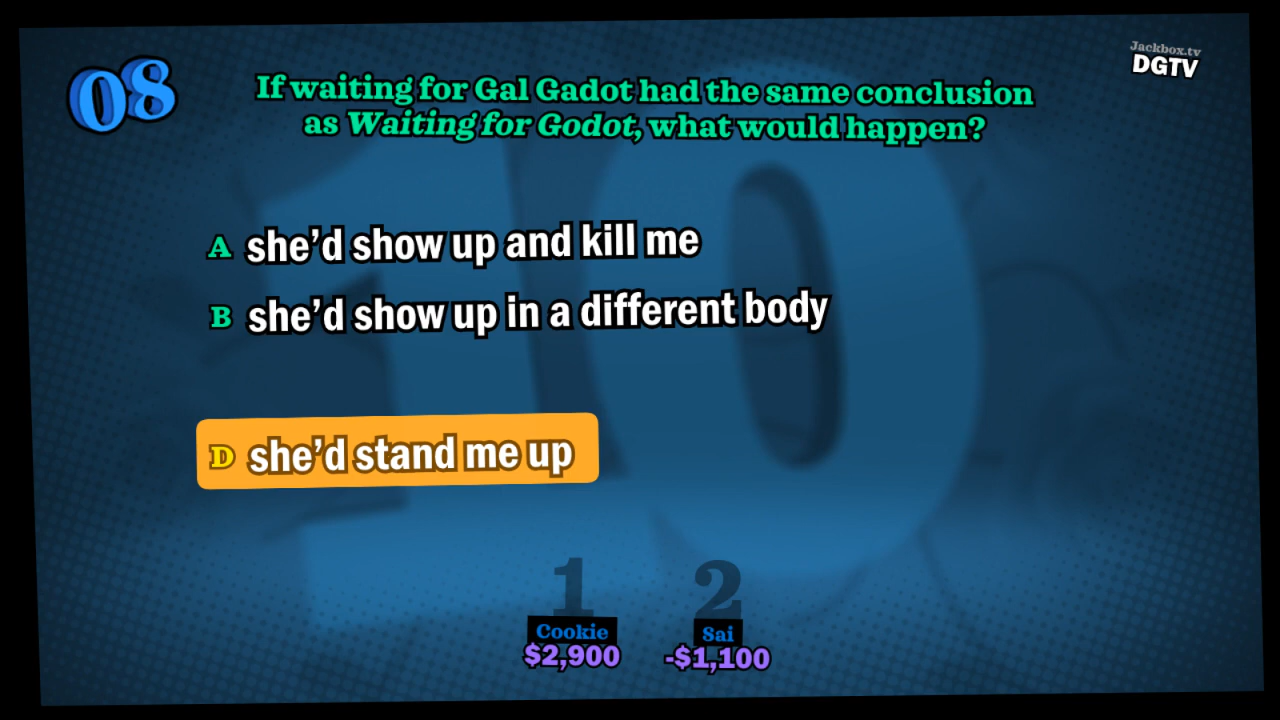 08
Jackbox.tv
DGTV
If waiting for Gal Gadot had the same conclusion
as Waiting for Godot, what would happen?
A she'd show up and kill me
B she'd show up in a different body
D she'd stand me up
10
1 2
Cookie Sai
$2,900 -$1,100